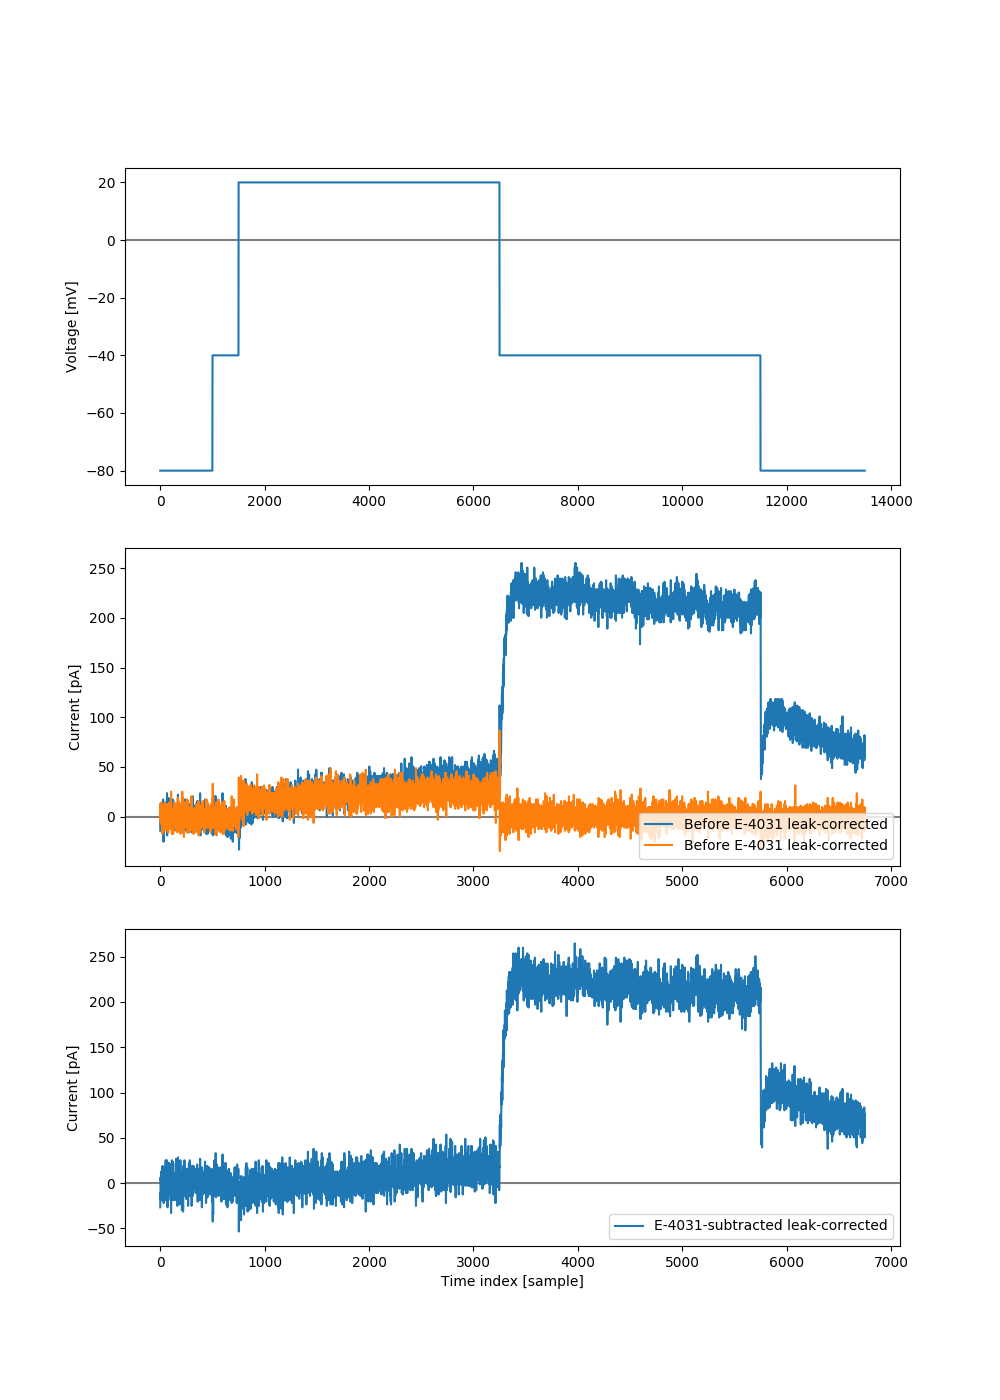 20
0
−20
−40
−60
−80
Voltage [mV]
0 2000 4000 6000 8000 10000 12000 14000
250
200
150
100
50
0
Current [pA]
Before E-4031 leak-corrected
Before E-4031 leak-corrected
0 1000 2000 3000 4000 5000 6000 7000
250
200
150
100
50
0
−50
Current [pA]
E-4031-subtracted leak-corrected
0 1000 2000 3000 4000 5000 6000 7000
Time index [sample]